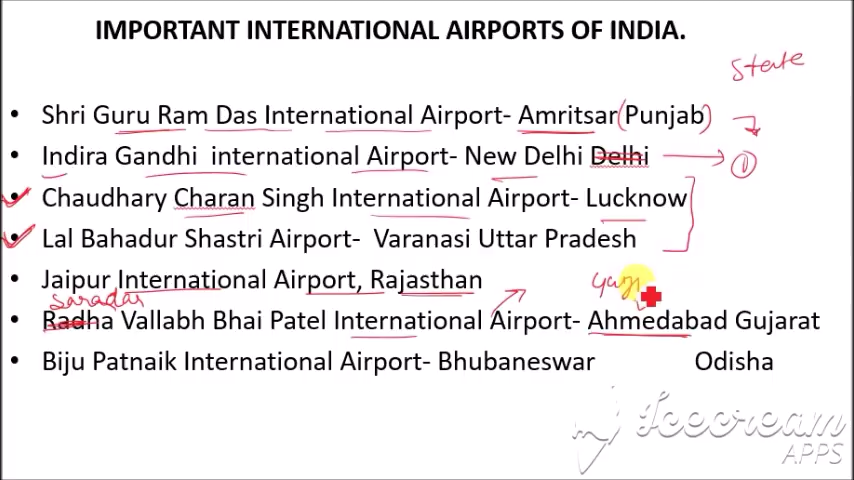 IMPORTANT INTERNATIONAL AIRPORTS OF INDIA.
State
• Shri Guru Ram Das International Airport- Amritsar (Punjab)
• Indira Gandhi international Airport- New Delhi Delhi → ①
• Chaudhary Charan Singh International Airport- Lucknow
• Lal Bahadur Shastri Airport- Varanasi Uttar Pradesh
• Jaipur International Airport, Rajasthan
Saradar
• Radha Vallabh Bhai Patel International Airport- Ahmedabad Gujarat
• Biju Patnaik International Airport- Bhubaneswar Odisha
Icecream
APPS